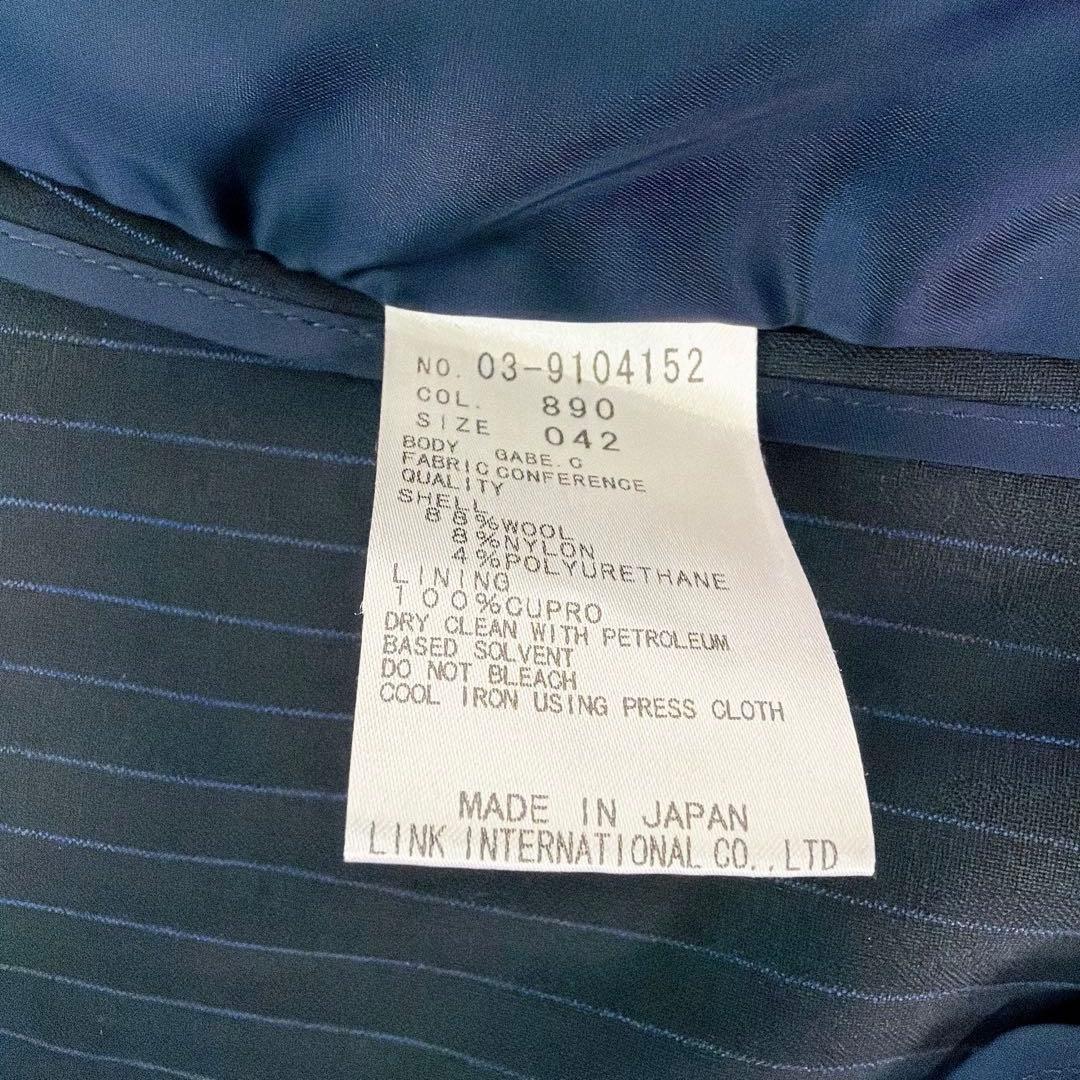 NO. 03-9104152
COL. 890
SIZE 042
BODY GABE.C
FABRIC CONFERENCE
QUALITY
SHELL
88%WOOL
8%NYLON
4%POLYURETHANE
LINING
100%CUPRO
DRY CLEAN WITH PETROLEUM
BASED SOLVENT
DO NOT BLEACH
COOL IRON USING PRESS CLOTH
MADE IN JAPAN
LINK INTERNATIONAL CO.,LTD